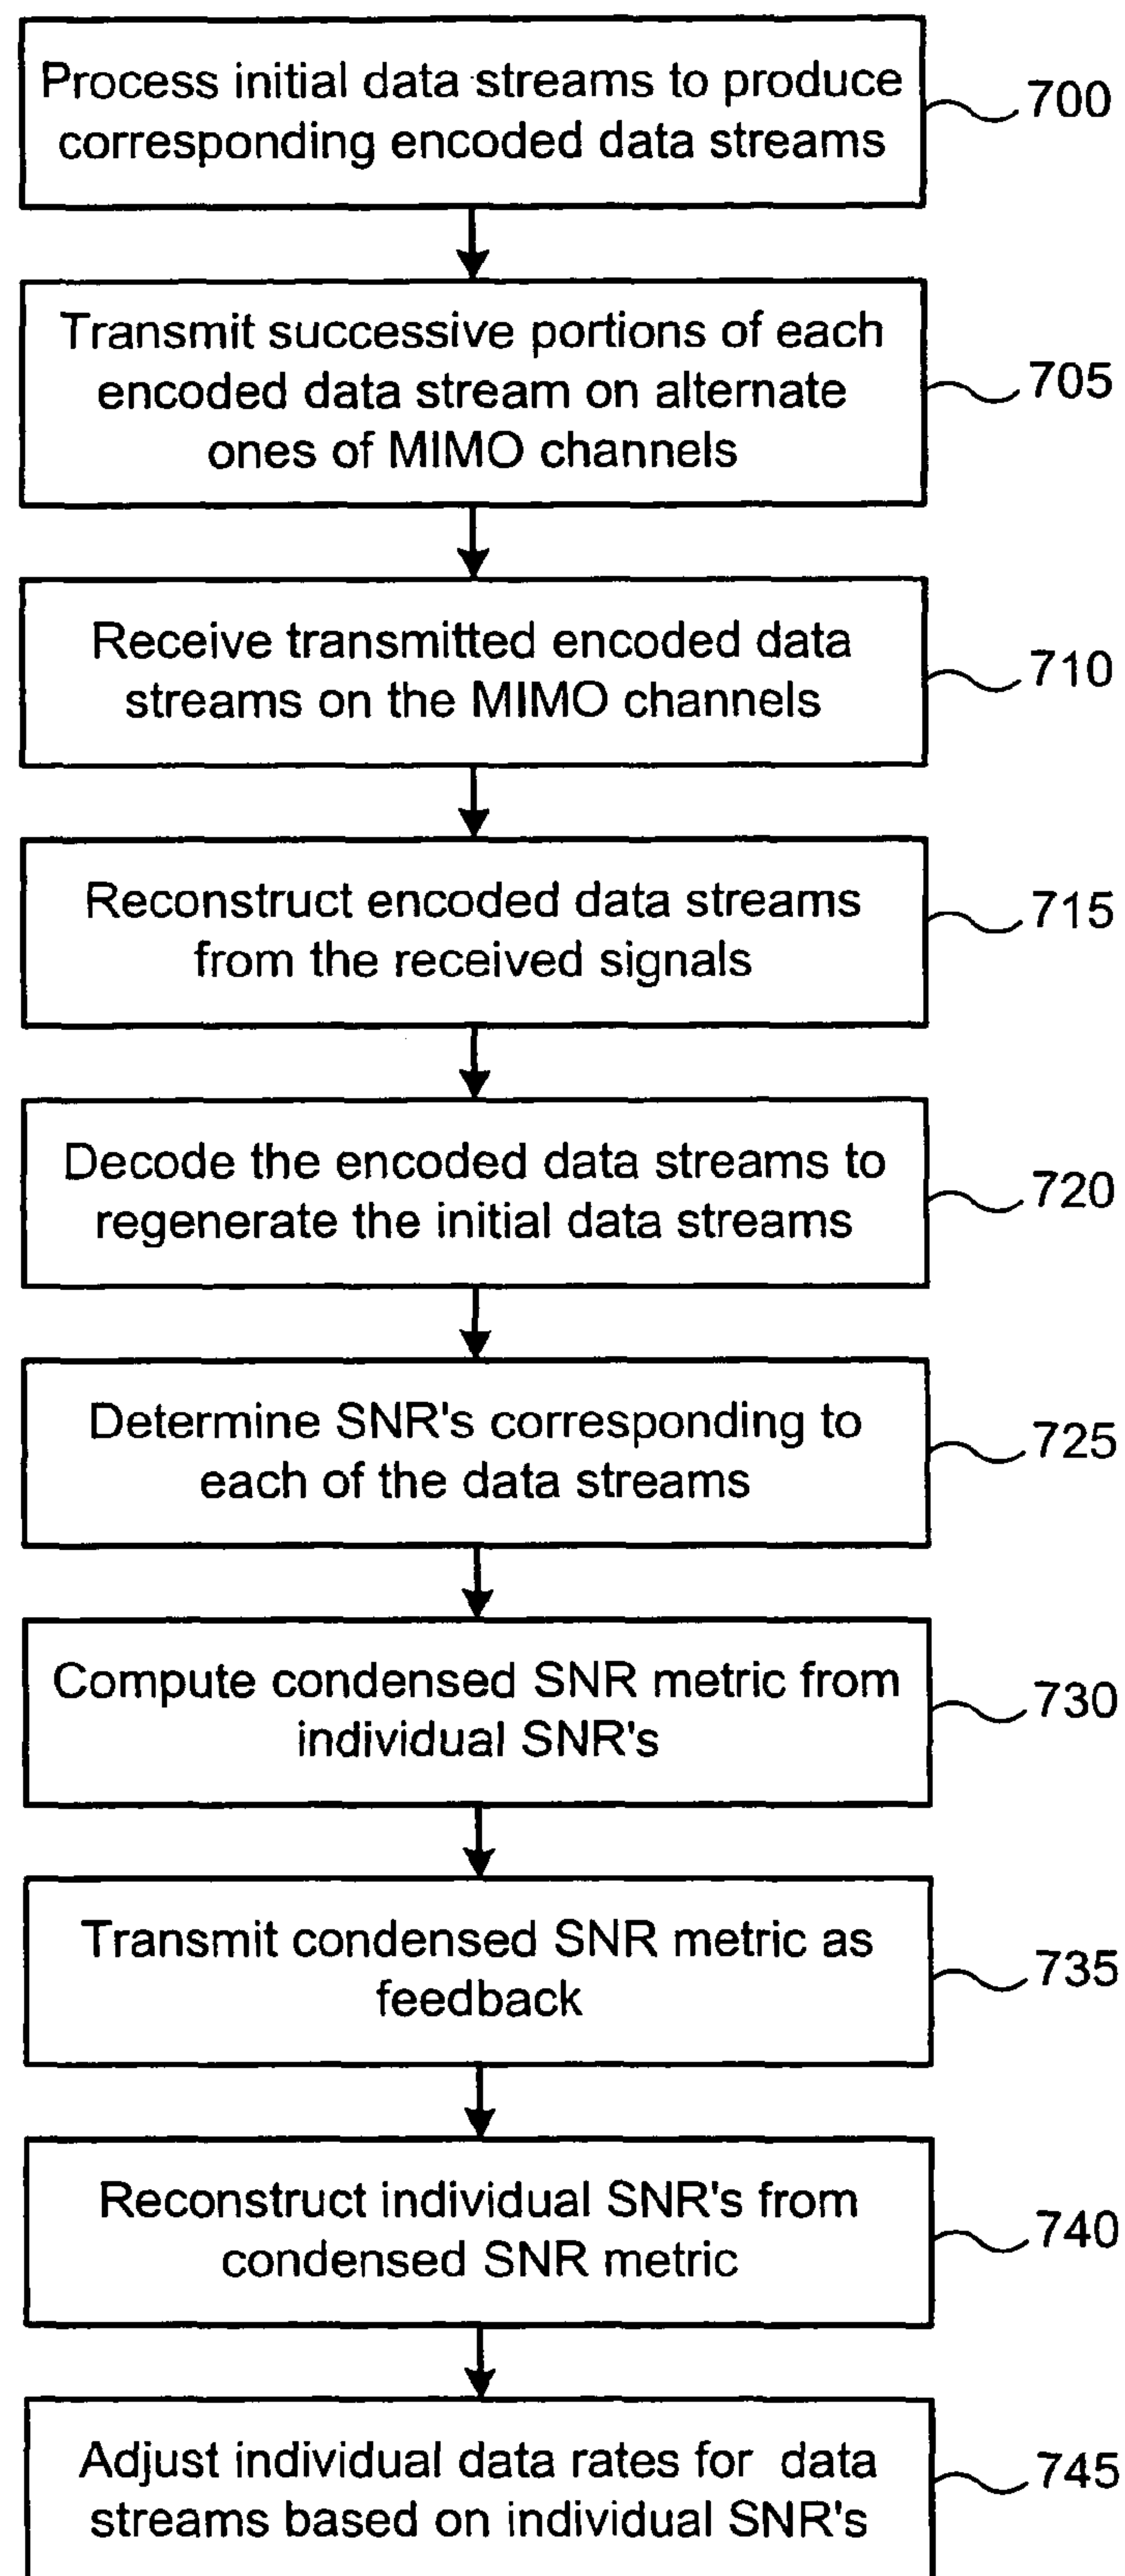 Process initial data streams to produce
corresponding encoded data streams
700
Transmit successive portions of each
encoded data stream on alternate
ones of MIMO channels
705
Receive transmitted encoded data
streams on the MIMO channels
710
Reconstruct encoded data streams
from the received signals
715
Decode the encoded data streams to
regenerate the initial data streams
720
Determine SNR's corresponding to
each of the data streams
725
Compute condensed SNR metric from
individual SNR's
730
Transmit condensed SNR metric as
feedback
735
Reconstruct individual SNR's from
condensed SNR metric
740
Adjust individual data rates for data
streams based on individual SNR's
745